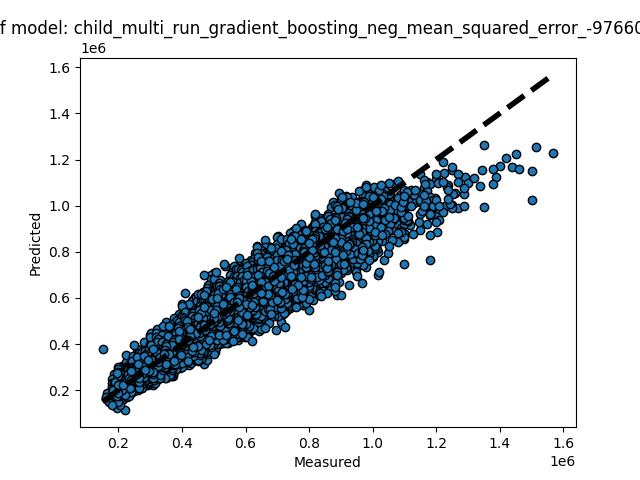 f model: child_multi_run_gradient_boosting_neg_mean_squared_error_-97660
1e6
1.6
1.4
1.2
1.0
0.8
0.6
0.4
0.2
Predicted
0.2 0.4 0.6 0.8 1.0 1.2 1.4 1.6
Measured
1e6